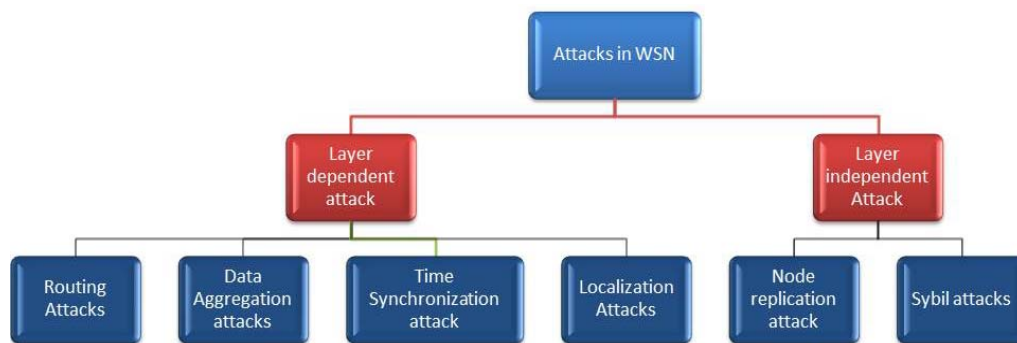 Attacks in WSN
Layer
dependent
attack
Layer
independent
Attack
Routing
Attacks
Data
Aggregation
attacks
Time
Synchronization
attack
Localization
Attacks
Node
replication
attack
Sybil attacks